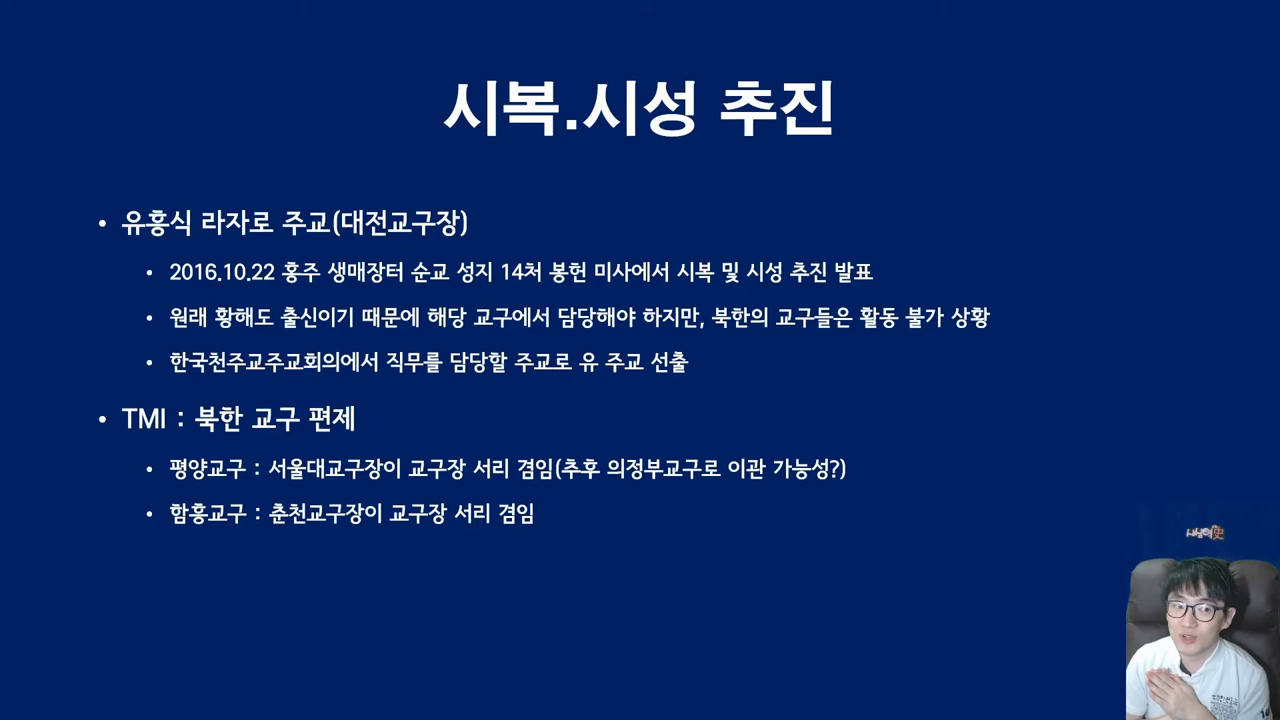 시복.시성 추진
• 유흥식 라자로 주교(대전교구장)
• 2016.10.22 홍주 생매장터 순교 성지 14처 봉헌 미사에서 시복 및 시성 추진 발표
• 원래 황해도 출신이기 때문에 해당 교구에서 담당해야 하지만, 북한의 교구들은 활동 불가 상황
• 한국천주교주교회의에서 직무를 담당할 주교로 유 주교 선출
• TMI : 북한 교구 편제
• 평양교구 : 서울대교구장이 교구장 서리 겸임(추후 의정부교구로 이관 가능성?)
• 함흥교구 : 춘천교구장이 교구장 서리 겸임